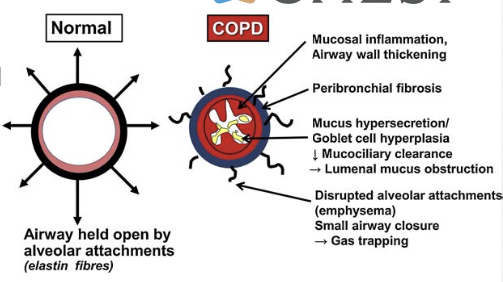 Normal
COPD
Mucosal inflammation,
Airway wall thickening
Peribronchial fibrosis
Mucus hypersecretion/
Goblet cell hyperplasia
↓ Mucociliary clearance
→ Lumenal mucus obstruction
Disrupted alveolar attachments
(emphysema)
Small airway closure
→ Gas trapping
Airway held open by
alveolar attachments
(elastin fibres)